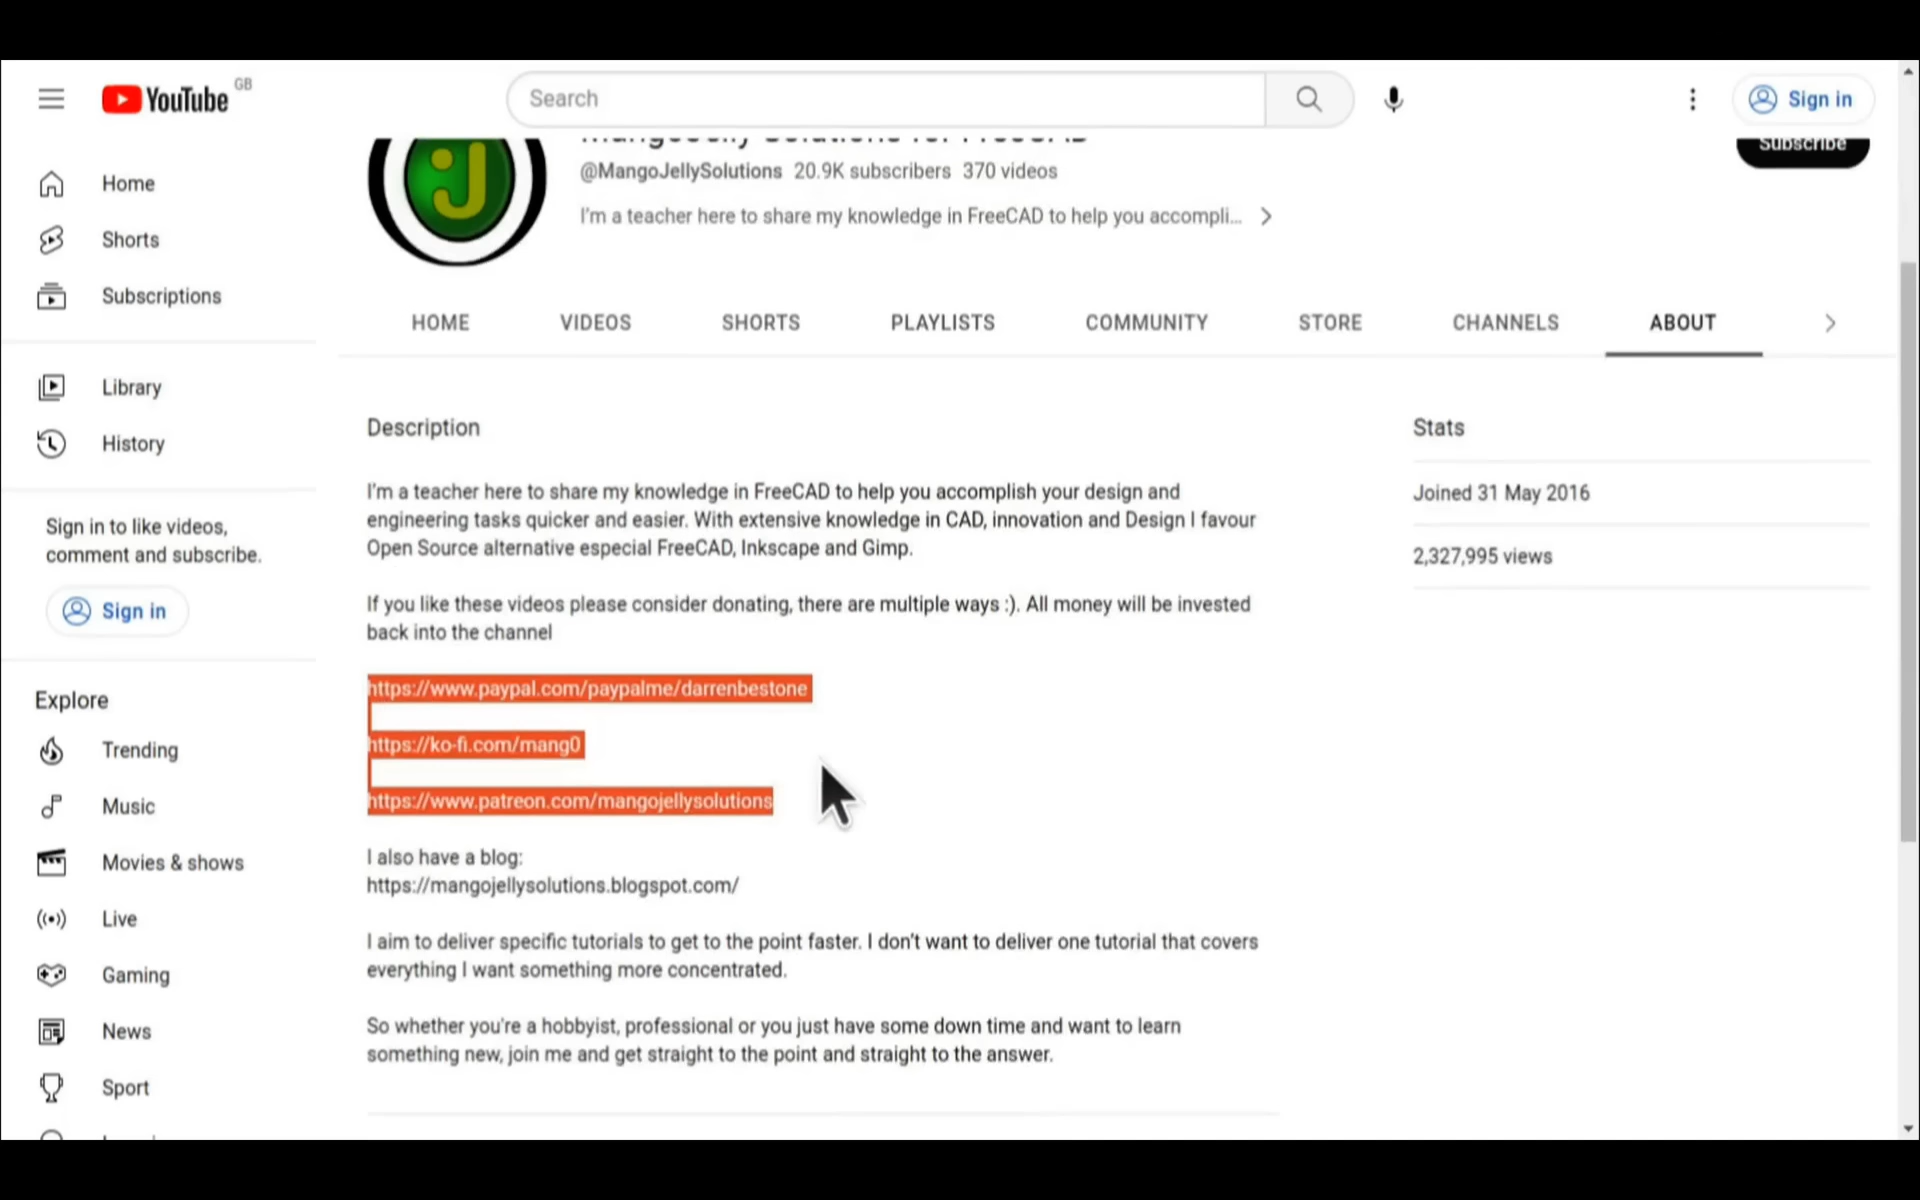 YouTube GB
Search
Sign in
MangoJelly Solutions for FreeCAD
Subscribe
@MangoJellySolutions 20.9K subscribers 370 videos
I'm a teacher here to share my knowledge in FreeCAD to help you accompli...
Home
Shorts
Subscriptions
Library
History
Sign in to like videos,
comment and subscribe.
Sign in
Explore
Trending
Music
Movies & shows
Live
Gaming
News
Sport
HOME VIDEOS SHORTS PLAYLISTS COMMUNITY STORE CHANNELS ABOUT
Description
I'm a teacher here to share my knowledge in FreeCAD to help you accomplish your design and
engineering tasks quicker and easier. With extensive knowledge in CAD, innovation and Design I favour
Open Source alternative especial FreeCAD, Inkscape and Gimp.
If you like these videos please consider donating, there are multiple ways :). All money will be invested
back into the channel
https://www.paypal.com/paypalme/darrenbestone
https://ko-fi.com/mang0
https://www.patreon.com/mangojellysolutions
I also have a blog:
https://mangojellysolutions.blogspot.com/
I aim to deliver specific tutorials to get to the point faster. I don't want to deliver one tutorial that covers
everything I want something more concentrated.
So whether you're a hobbyist, professional or you just have some down time and want to learn
something new, join me and get straight to the point and straight to the answer.
Stats
Joined 31 May 2016
2,327,995 views